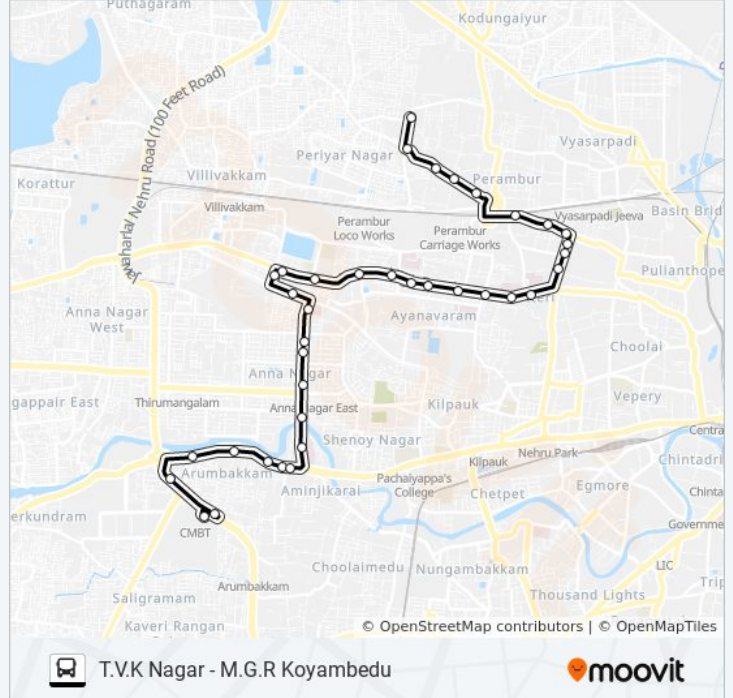 Puthagaram
Kodungaiyur
Jawaharlal Nehru Road (100 Feet Road)
Vyasarpadi
Periyar Nagar
Korattur
Villivakkam
Perambur
Villivakkam
Perambur
Loco Works
Perambur
Carriage Works
Vyasarpadi Jeeva
Basin Brid
Pulianthope
Anna Nagar
West
Ayanavaram
Choolai
Anna Nagar
gappair East
Thirumangalam
Anna Nagar East
Kilpauk
Vepery
Centra
Shenoy Nagar
Nehru Park
Kilpauk
Chintadri
Arumbakkam
Pachaiyappa's
College
Egmore
Aminjikarai
Chetpet
Chinta
erkundram
CMBT
Governme
Choolaimedu
Nungambakkam
LIC
Arumbakkam
Trip
Saligramam
Thousand Lights
Kaveri Rangan
© OpenStreetMap contributors | © OpenMapTiles
T.V.K Nagar - M.G.R Koyambedu
moovit